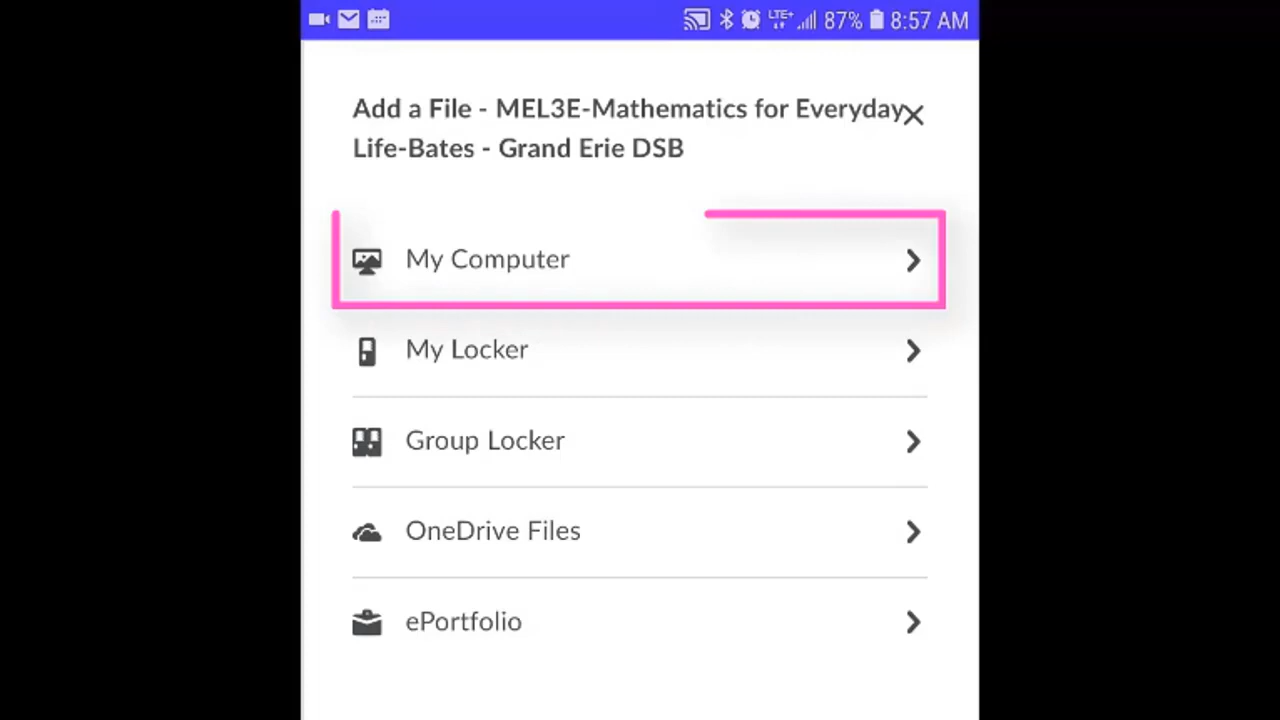 LTE+ 87% 8:57 AM
Add a File - MEL3E-Mathematics for Everyday
Life-Bates - Grand Erie DSB
My Computer
My Locker
Group Locker
OneDrive Files
ePortfolio